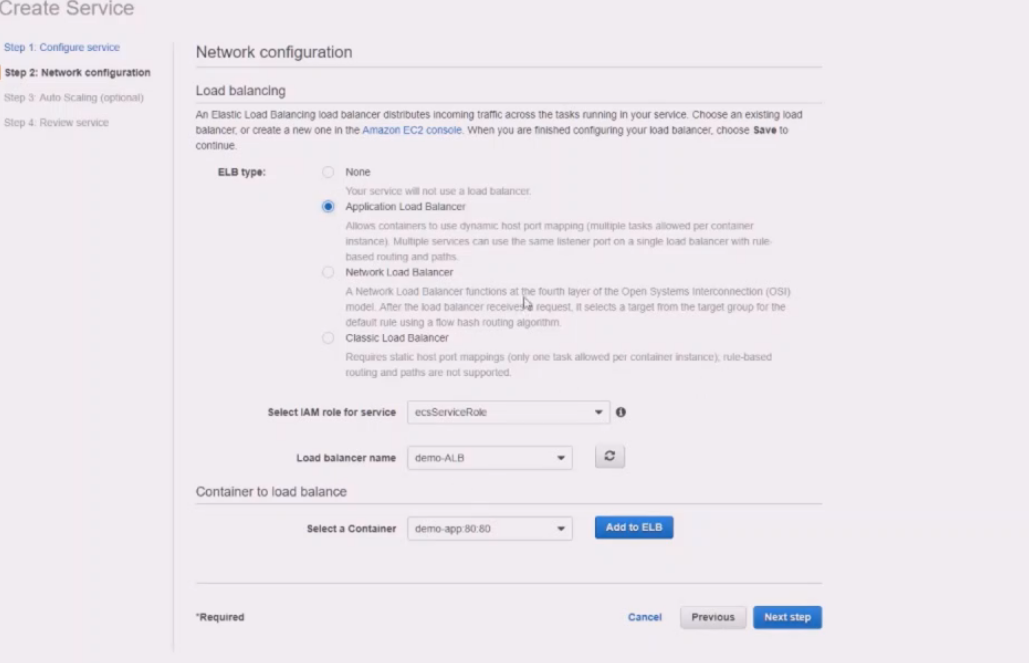 Create Service
Step 1: Configure service
Step 2: Network configuration
Step 3: Auto Scaling (optional)
Step 4: Review service
Network configuration
Load balancing
An Elastic Load Balancing load balancer distributes incoming traffic across the tasks running in your service. Choose an existing load
balancer, or create a new one in the Amazon EC2 console. When you are finished configuring your load balancer, choose Save to
continue.
ELB type:
None
Your service will not use a load balancer.
Application Load Balancer
Allows containers to use dynamic host port mapping (multiple tasks allowed per container
instance). Multiple services can use the same listener port on a single load balancer with rule-
based routing and paths.
Network Load Balancer
A Network Load Balancer functions at the fourth layer of the Open Systems Interconnection (OSI)
model. After the load balancer receives a request, it selects a target from the target group for the
default rule using a flow hash routing algorithm.
Classic Load Balancer
Requires static host port mappings (only one task allowed per container instance); rule-based
routing and paths are not supported.
Select IAM role for service ecsServiceRole
Load balancer name demo-ALB
Container to load balance
Select a Container demo-app:80:80 Add to ELB
*Required Cancel Previous Next step